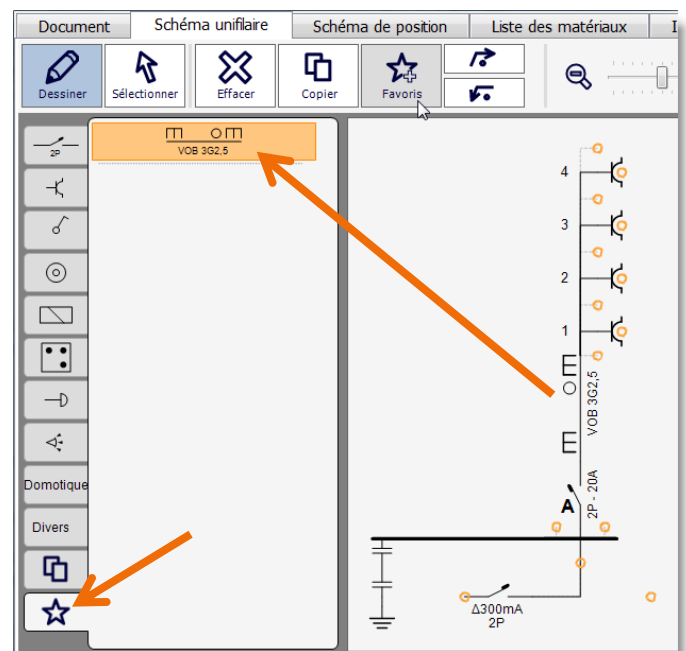 Document
Schéma unifilaire
Schéma de position
Liste des matériaux
I
Dessiner
Sélectionner
Effacer
Copier
Favoris
2P
VOB 3G2,5
Domotique
Divers
4
3
2
1
VOB 3G2,5
2P - 20A
A
Δ300mA
2P